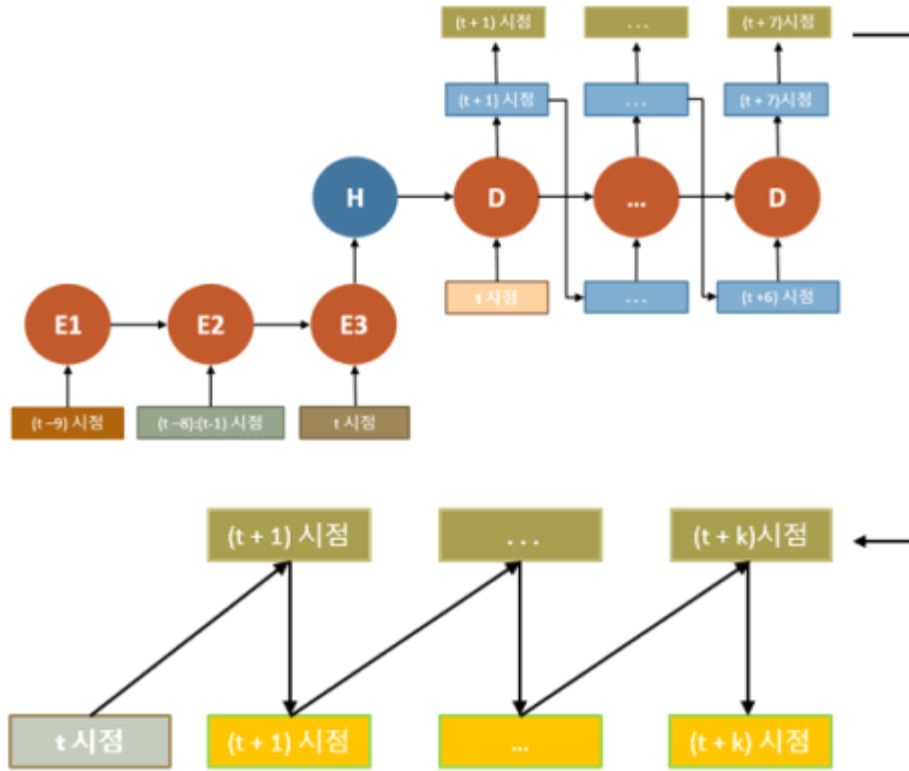 (t + 1) 시점
. . .
(t + 7)시점
(t + 1) 시점
. . .
(t + 7)시점
H
D
...
D
t 시점
. . .
(t +6) 시점
E1
E2
E3
(t –9) 시점
(t –8):(t-1) 시점
t 시점
(t + 1) 시점
. . .
(t + k)시점
t 시점
(t + 1) 시점
...
(t + k) 시점